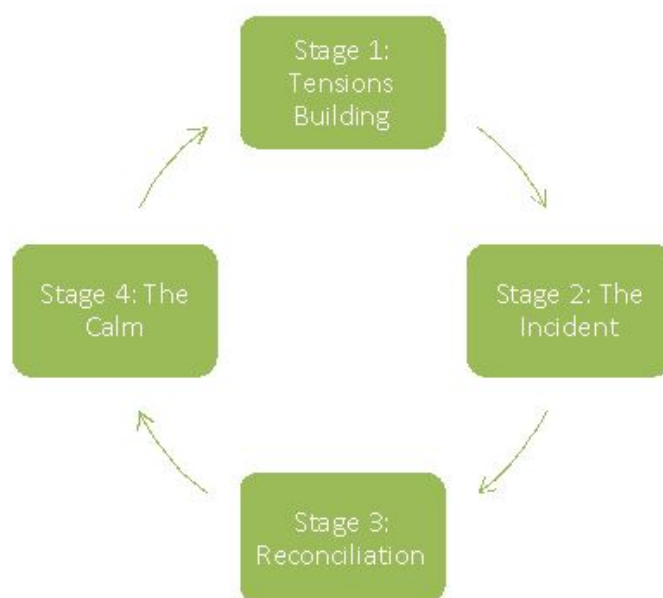 Stage 1:
Tensions
Building
Stage 2: The
Incident
Stage 3:
Reconciliation
Stage 4: The
Calm